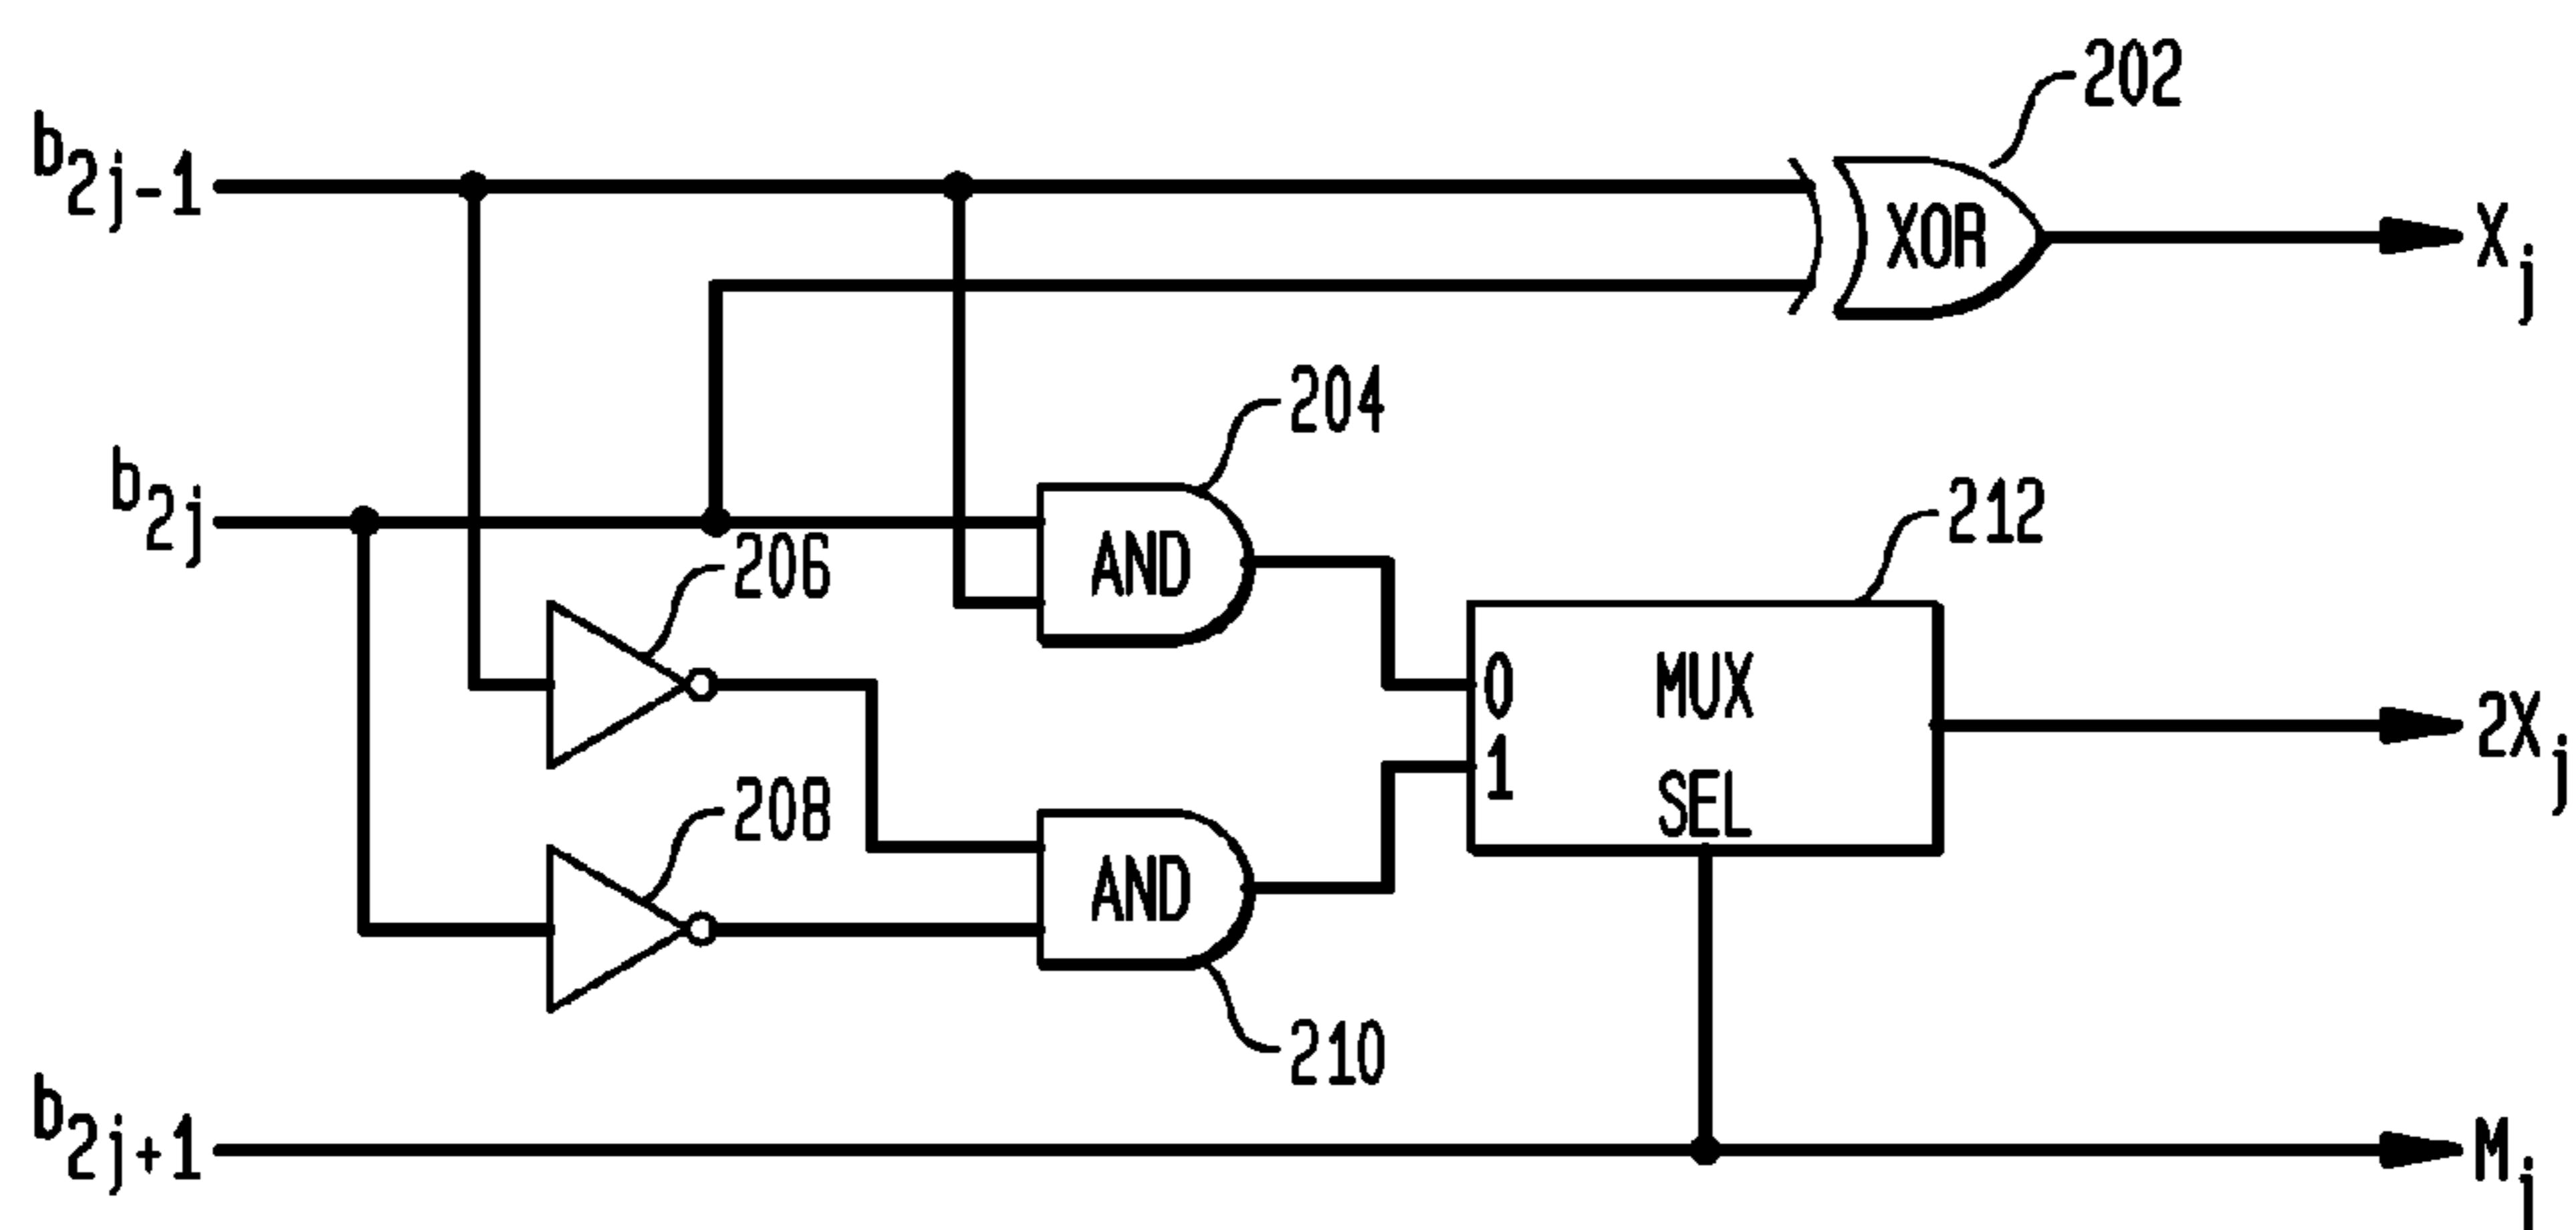 202
b2j-1
XOR
Xj
204
b2j
AND
212
206
0
MUX
2Xj
1
SEL
208
AND
210
b2j+1
Mj